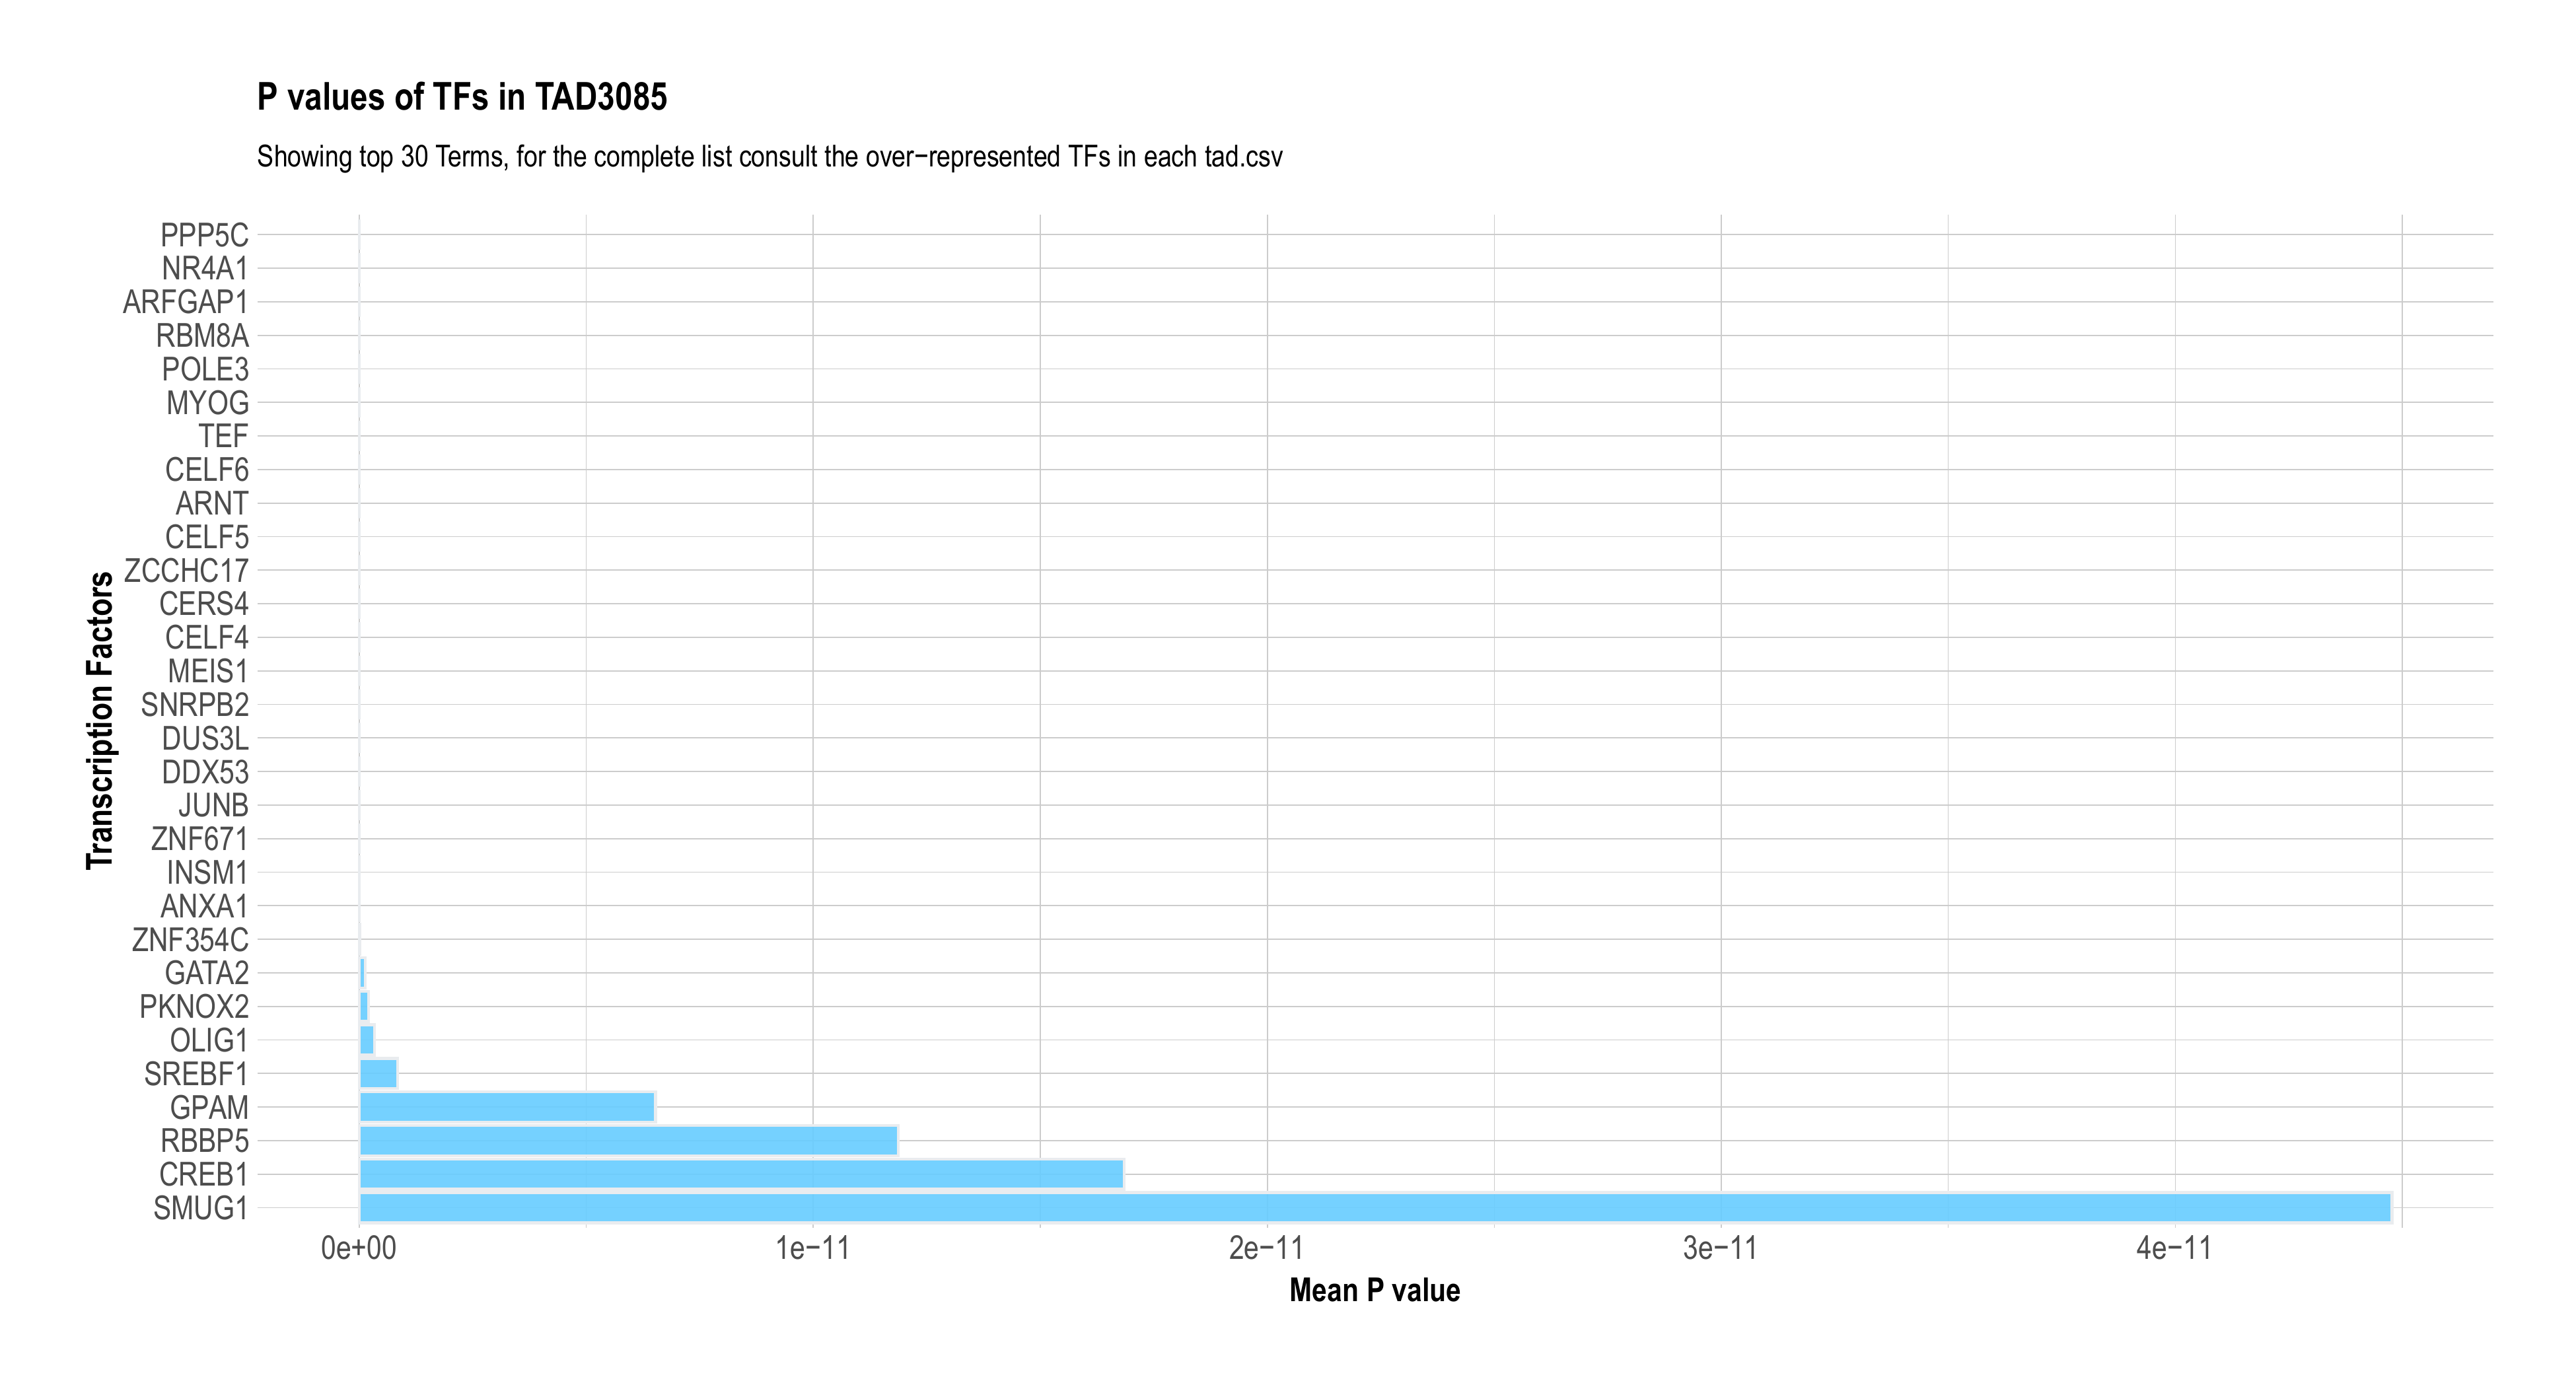 P values of TFs in TAD3085
Showing top 30 Terms, for the complete list consult the over−represented TFs in each tad.csv
Transcription Factors
PPP5C
NR4A1
ARFGAP1
RBM8A
POLE3
MYOG
TEF
CELF6
ARNT
CELF5
ZCCHC17
CERS4
CELF4
MEIS1
SNRPB2
DUS3L
DDX53
JUNB
ZNF671
INSM1
ANXA1
ZNF354C
GATA2
PKNOX2
OLIG1
SREBF1
GPAM
RBBP5
CREB1
SMUG1
0e+00 1e−11 2e−11 3e−11 4e−11
Mean P value